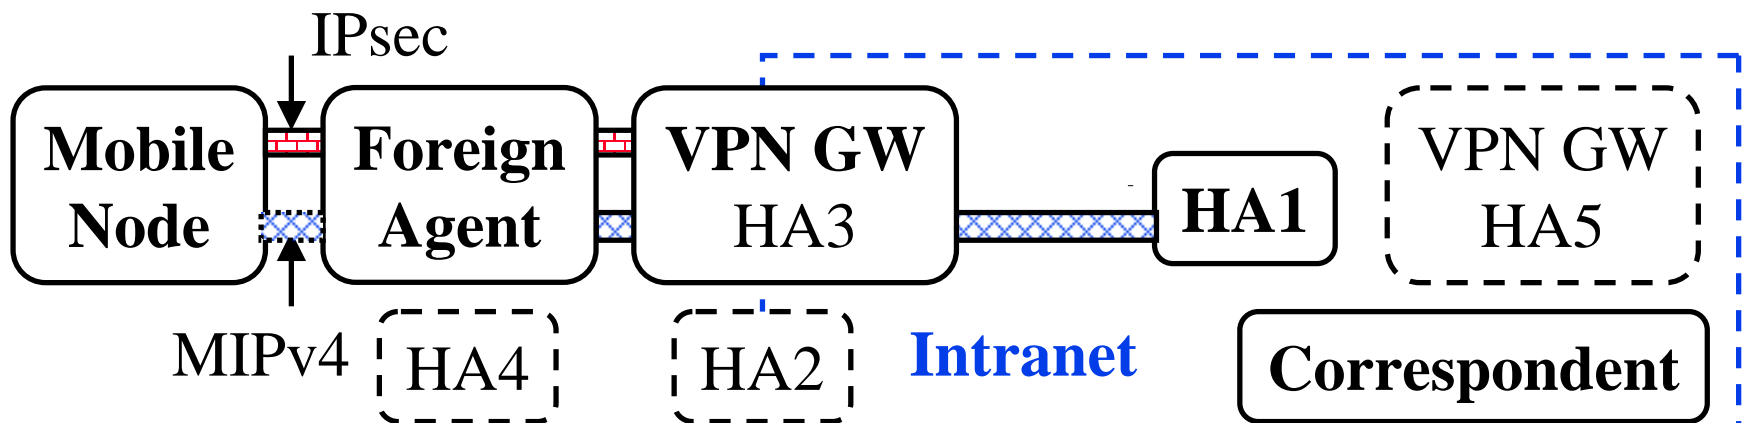 IPsec
Mobile
Node
Foreign
Agent
VPN GW
HA3
HA1
VPN GW
HA5
MIPv4
HA4
HA2
Intranet
Correspondent